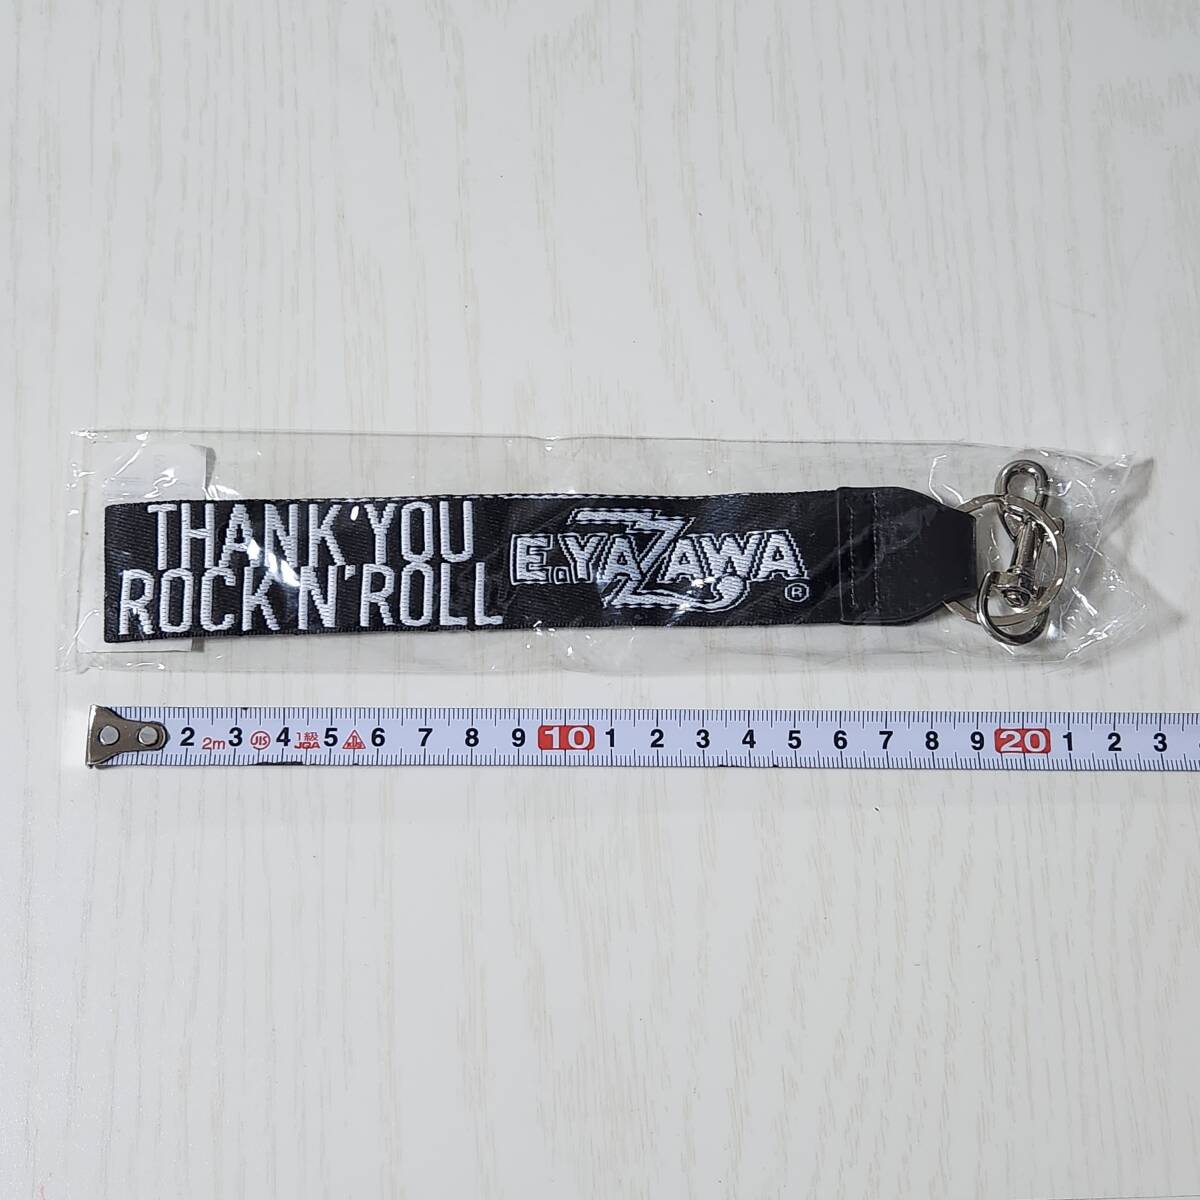 THANK YOU
ROCK N' ROLL
E.YAZAWA
®
2 2m 3 JIS 4 1級 JQA 5 6 7 8 9 10 1 2 3 4 5 6 7 8 9 20 1 2 3